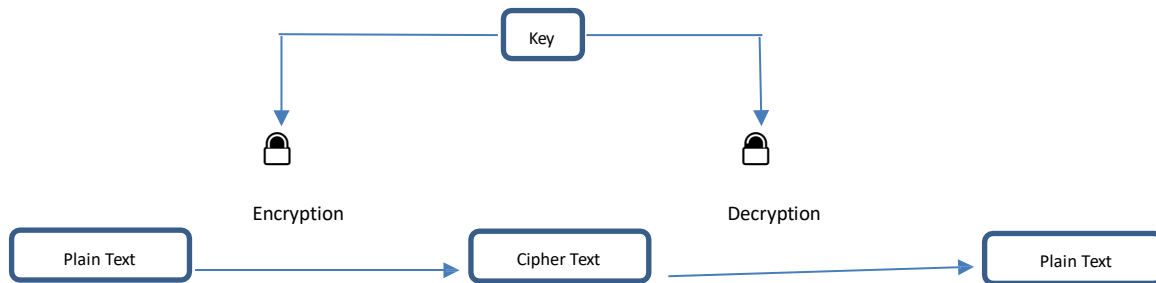 Key
Encryption
Decryption
Plain Text
Cipher Text
Plain Text